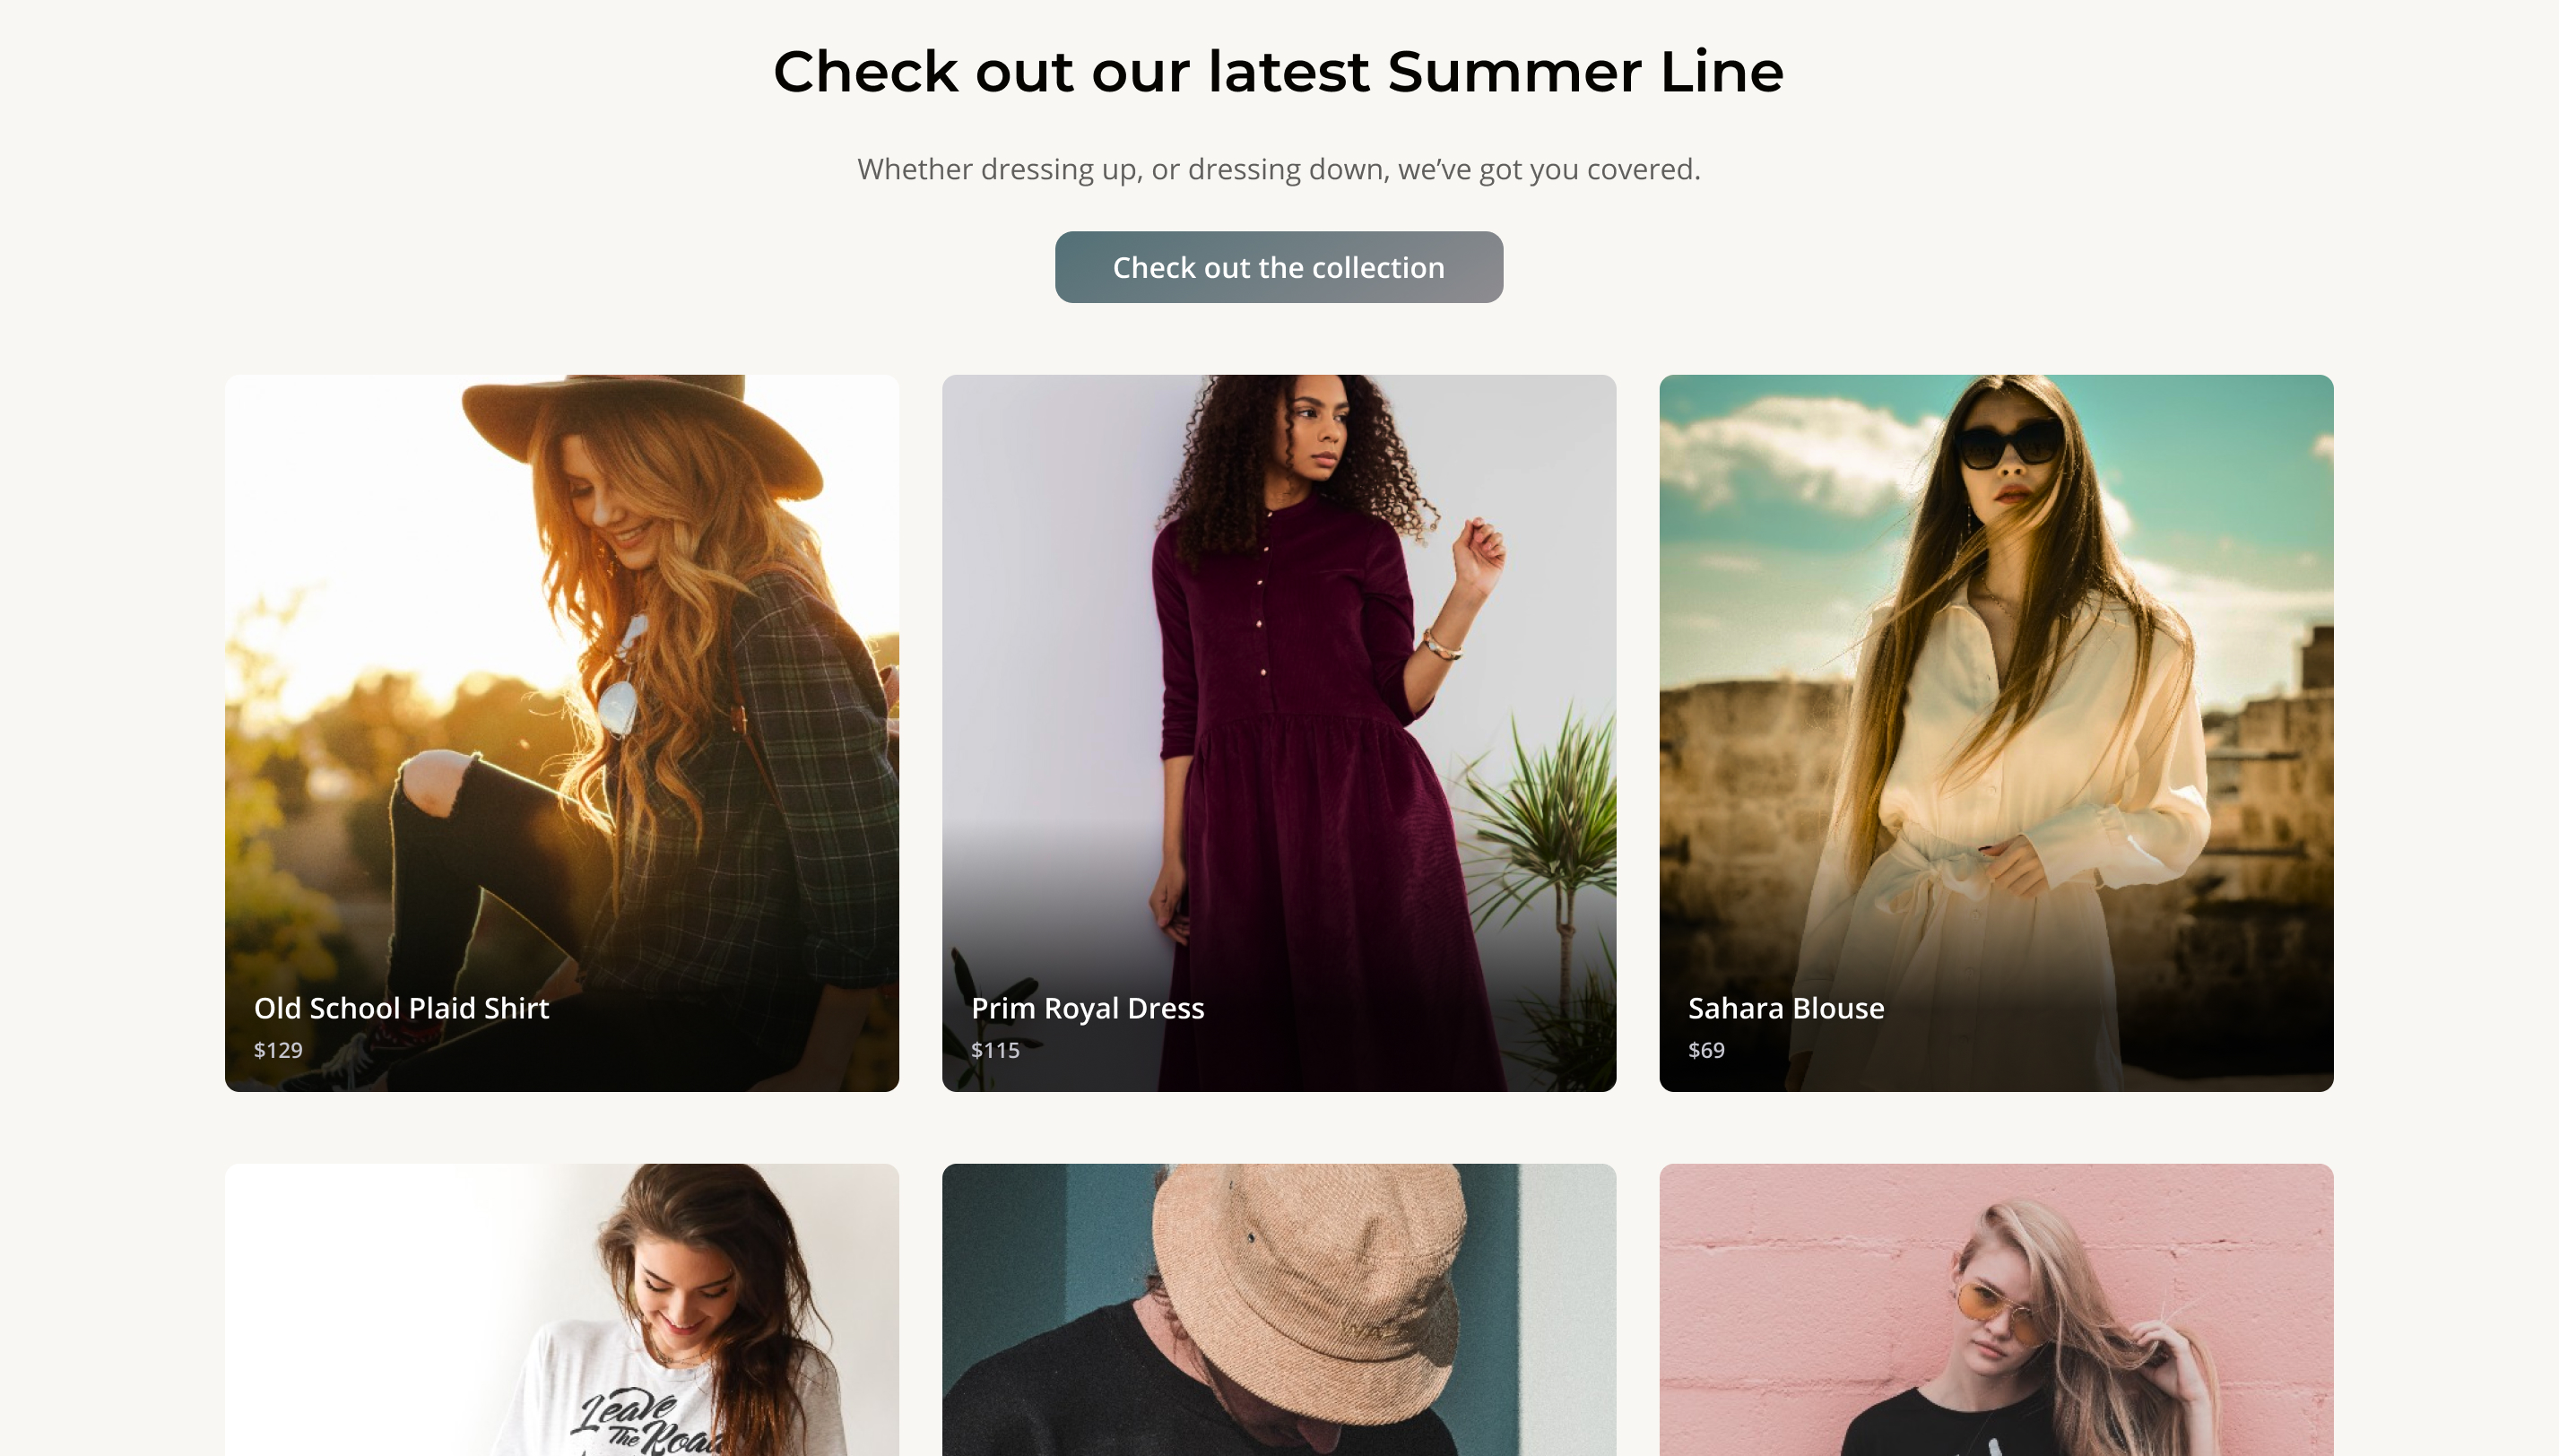 Check out our latest Summer Line
Whether dressing up, or dressing down, we’ve got you covered.
Check out the collection
Old School Plaid Shirt
$129
Prim Royal Dress
$115
Sahara Blouse
$69
Leave
The Road